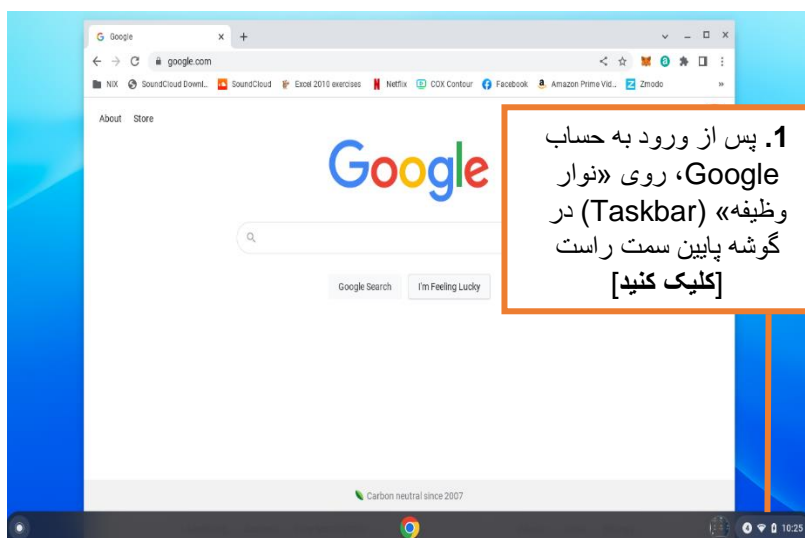 Google
google.com
NIX SoundCloud Downl.. SoundCloud Excel 2010 exercises Netflix COX Contour Facebook Amazon Prime Vid... Zmodo »
About Store
Google
Google Search I'm Feeling Lucky
1. پس از ورود به حساب
Google، روی «نوار
وظیفه» (Taskbar) در
گوشه پایین سمت راست
[کلیک کنید]
Carbon neutral since 2007
4 10:25